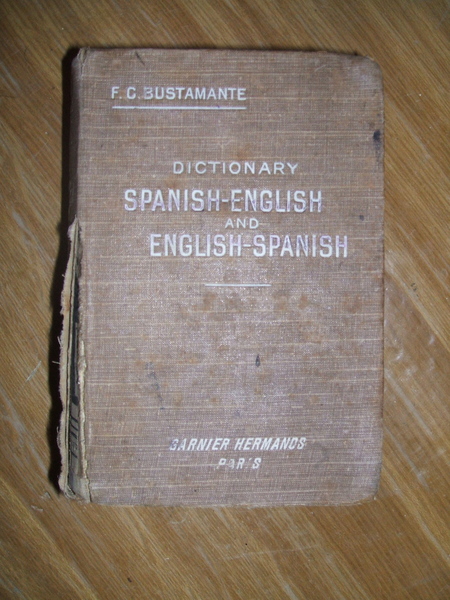 F. C. BUSTAMANTE
DICTIONARY
SPANISH-ENGLISH
AND
ENGLISH-SPANISH
GARNIER HERMANOS
PARIS